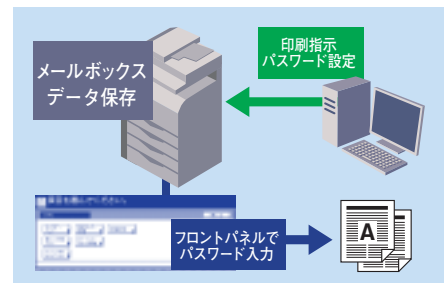 メールボックス
データ保存
印刷指示
パスワード設定
フロントパネルで
パスワード入力
A